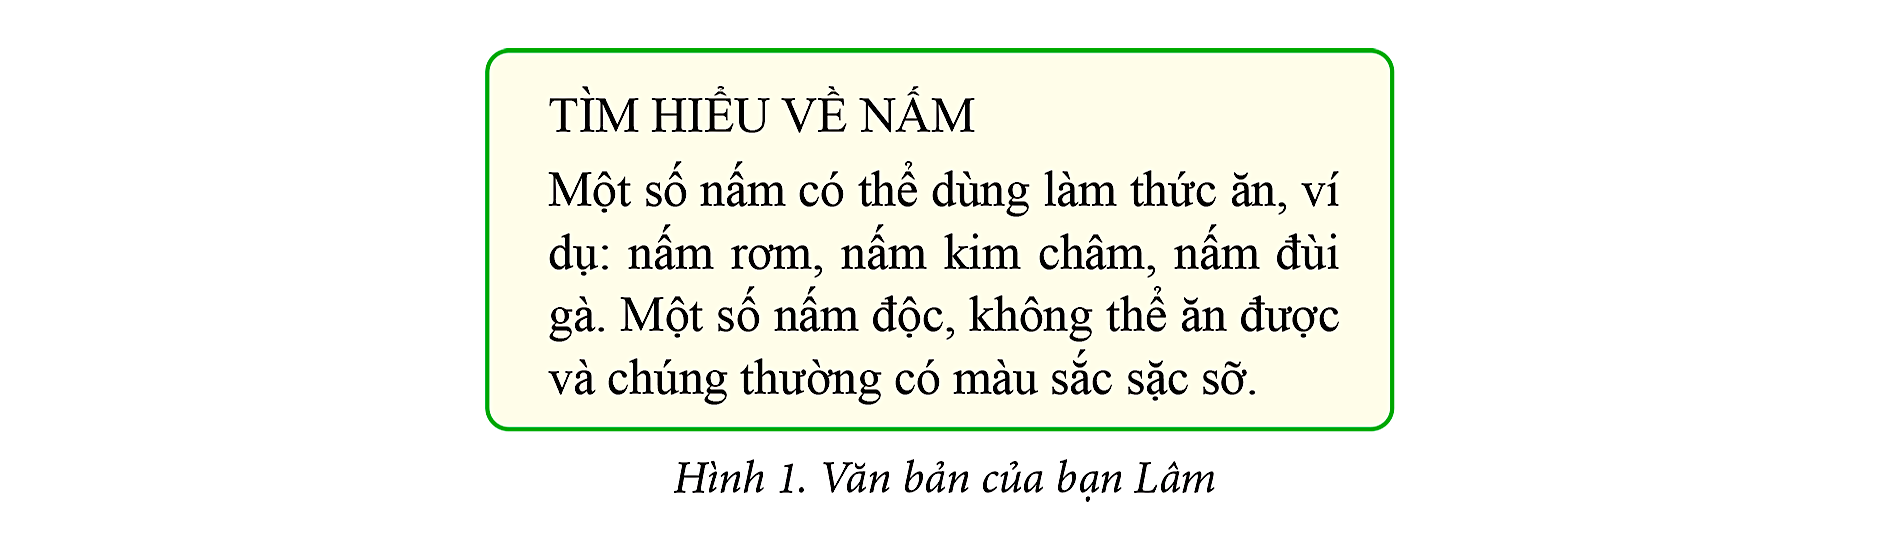 TÌM HIỂU VỀ NẤM
Một số nấm có thể dùng làm thức ăn, ví
dụ: nấm rơm, nấm kim châm, nấm đùi
gà. Một số nấm độc, không thể ăn được
và chúng thường có màu sắc sặc sỡ.
Hình 1. Văn bản của bạn Lâm